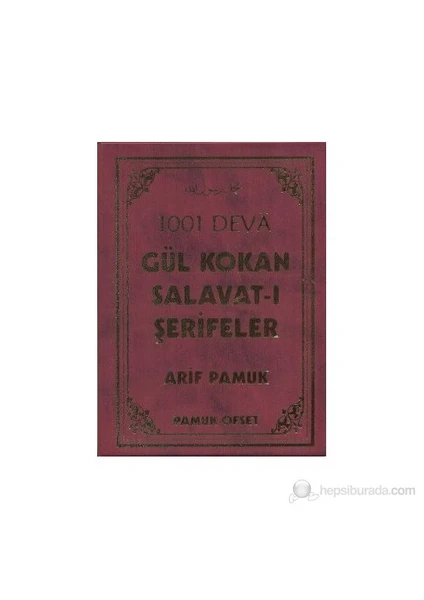 1001 DEVA
GÜL KOKAN
SALAVAT-I
ŞERİFELER
ARİF PAMUK
PAMUK OFSET
hepsiburada.com